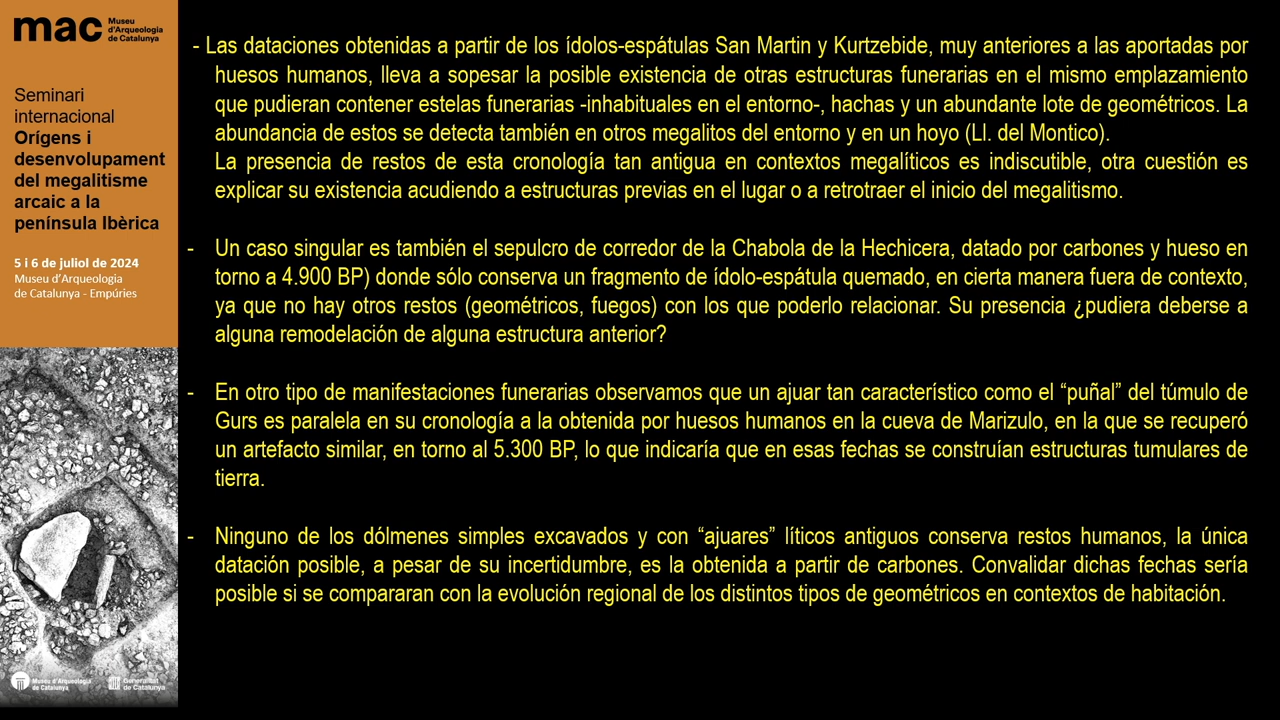 mac Museu
d'Arqueologia
de Catalunya
Seminari
internacional
Orígens i
desenvolupament
del megalitisme
arcaic a la
península Ibèrica
5 i 6 de juliol de 2024
Museu d'Arqueologia
de Catalunya - Empúries
Museu d'Arqueologia
de Catalunya
Generalitat
de Catalunya
- Las dataciones obtenidas a partir de los ídolos-espátulas San Martin y Kurtzebide, muy anteriores a las aportadas por
huesos humanos, lleva a sopesar la posible existencia de otras estructuras funerarias en el mismo emplazamiento
que pudieran contener estelas funerarias -inhabituales en el entorno-, hachas y un abundante lote de geométricos. La
abundancia de estos se detecta también en otros megalitos del entorno y en un hoyo (Ll. del Montico).
La presencia de restos de esta cronología tan antigua en contextos megalíticos es indiscutible, otra cuestión es
explicar su existencia acudiendo a estructuras previas en el lugar o a retrotraer el inicio del megalitismo.
- Un caso singular es también el sepulcro de corredor de la Chabola de la Hechicera, datado por carbones y hueso en
torno a 4.900 BP) donde sólo conserva un fragmento de ídolo-espátula quemado, en cierta manera fuera de contexto,
ya que no hay otros restos (geométricos, fuegos) con los que poderlo relacionar. Su presencia ¿pudiera deberse a
alguna remodelación de alguna estructura anterior?
- En otro tipo de manifestaciones funerarias observamos que un ajuar tan característico como el “puñal” del túmulo de
Gurs es paralela en su cronología a la obtenida por huesos humanos en la cueva de Marizulo, en la que se recuperó
un artefacto similar, en torno al 5.300 BP, lo que indicaría que en esas fechas se construían estructuras tumulares de
tierra.
- Ninguno de los dólmenes simples excavados y con “ajuares” líticos antiguos conserva restos humanos, la única
datación posible, a pesar de su incertidumbre, es la obtenida a partir de carbones. Convalidar dichas fechas sería
posible si se compararan con la evolución regional de los distintos tipos de geométricos en contextos de habitación.